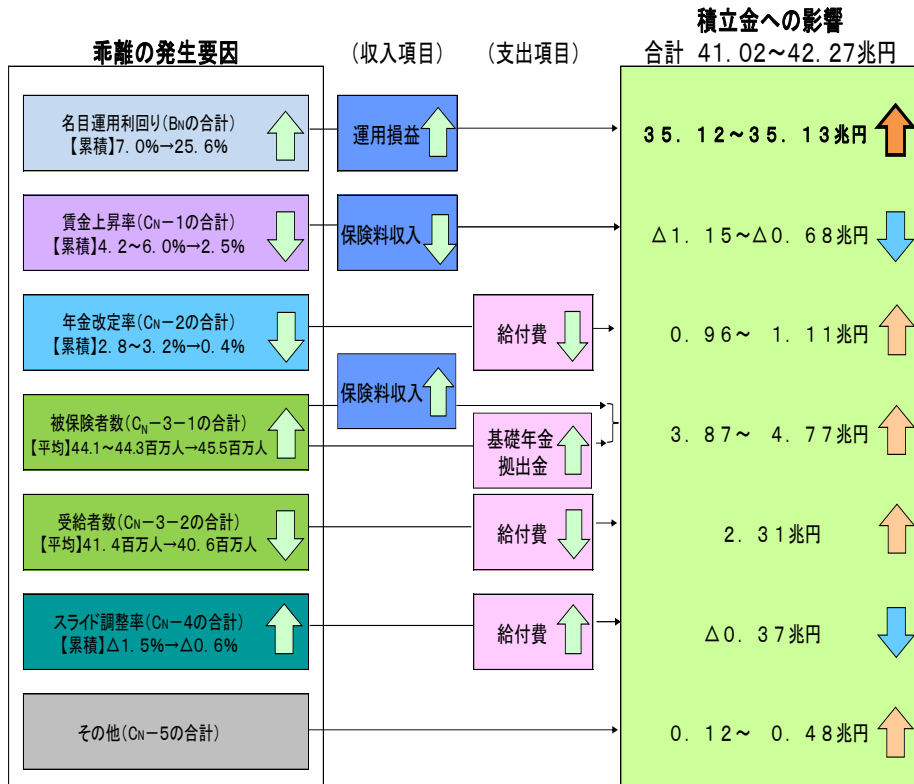 積立金への影響
乖離の発生要因
(収入項目)
(支出項目)
合計 41.02～42.27兆円
名目運用利回り(BNの合計)
【累積】7.0%→25.6%
運用損益
35.12～35.13兆円
賃金上昇率(CN－1の合計)
【累積】4.2～6.0%→2.5%
保険料収入
△1.15～△0.68兆円
年金改定率(CN－2の合計)
【累積】2.8～3.2%→0.4%
給付費
0.96～ 1.11兆円
保険料収入
被保険者数(CN－3－1の合計)
【平均】44.1～44.3百万人→45.5百万人
基礎年金
拠出金
3.87～ 4.77兆円
受給者数(CN－3－2の合計)
【平均】41.4百万人→40.6百万人
給付費
2.31兆円
スライド調整率(CN－4の合計)
【累積】△1.5%→△0.6%
給付費
△0.37兆円
その他(CN－5の合計)
0.12～ 0.48兆円